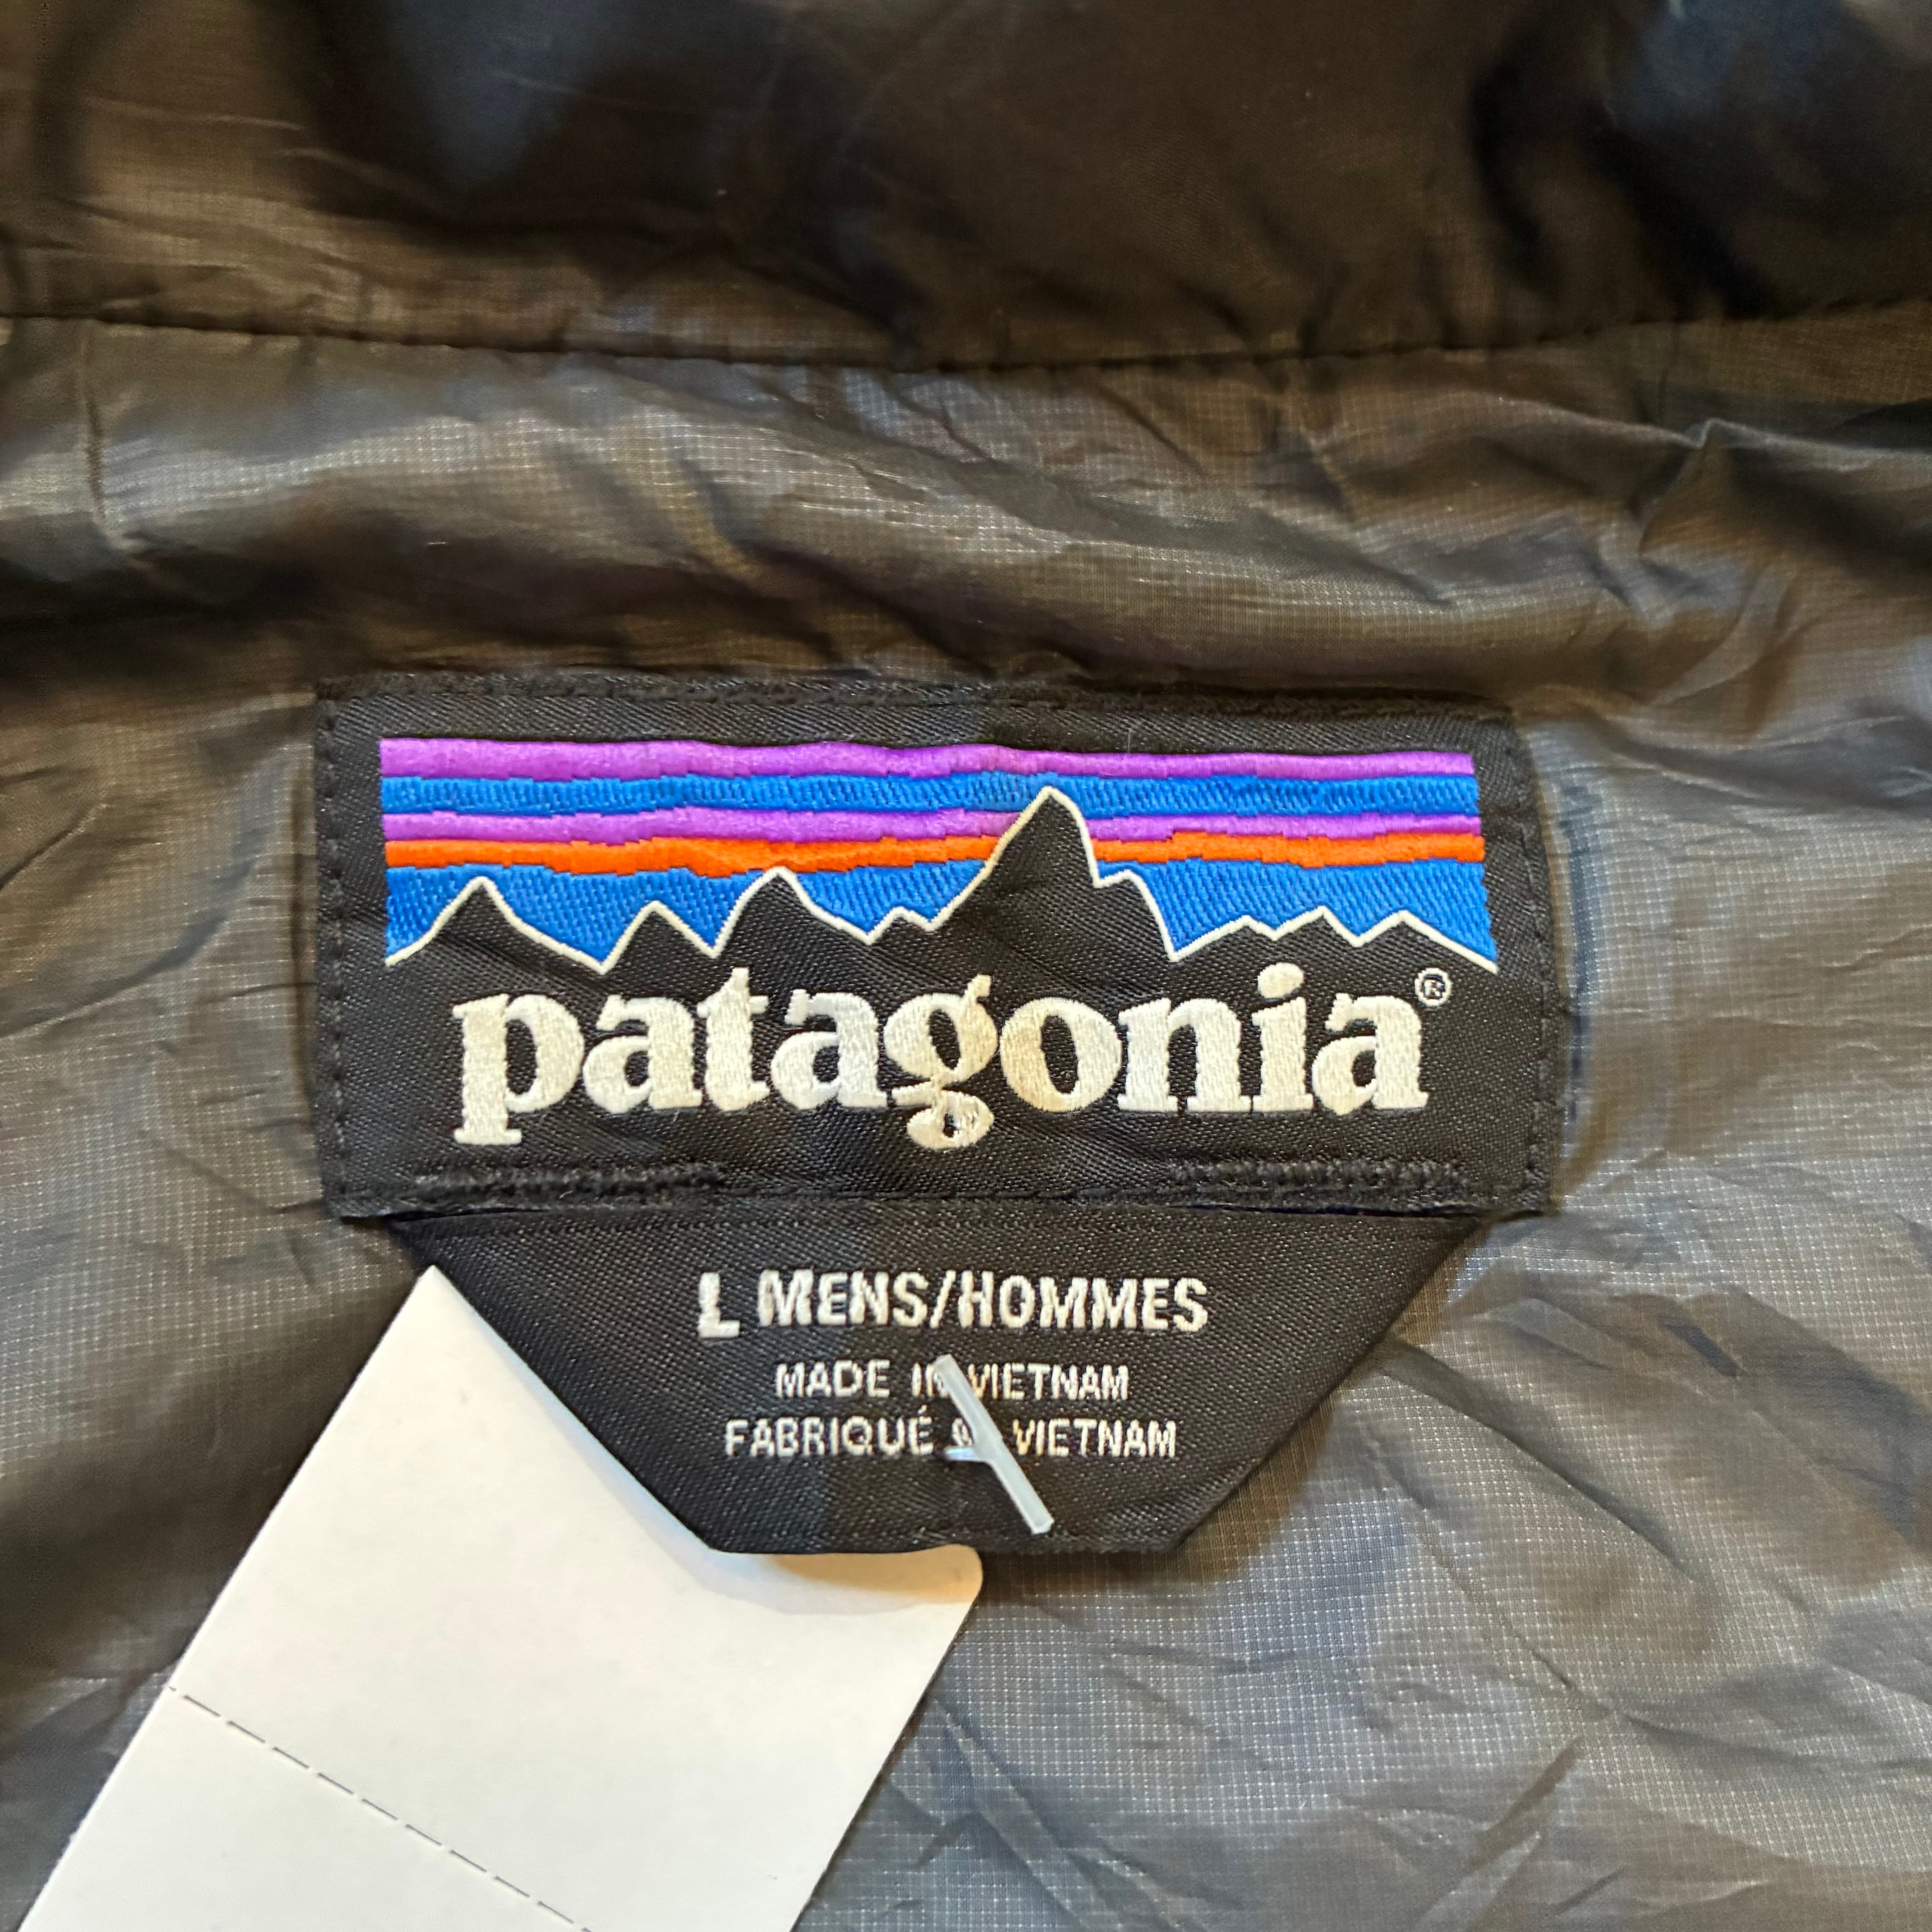 patagonia®
L MENS/HOMMES
MADE IN VIETNAM
FABRIQUÉ VIETNAM